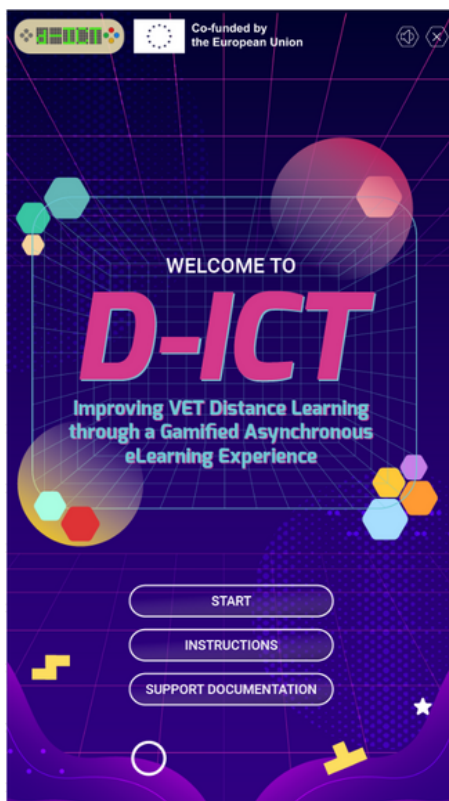 Co-funded by
the European Union
WELCOME TO
D-ICT
Improving VET Distance Learning
through a Gamified Asynchronous
eLearning Experience
START
INSTRUCTIONS
SUPPORT DOCUMENTATION